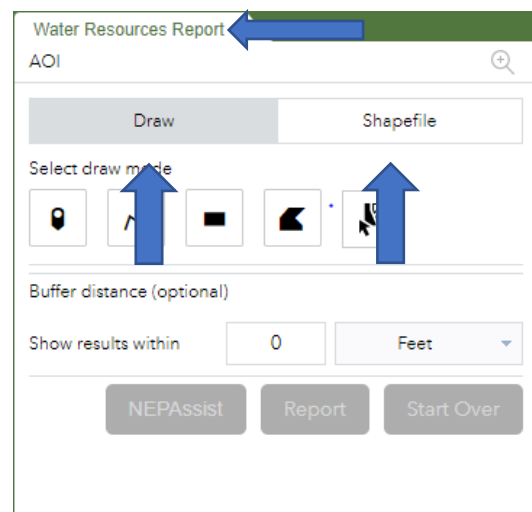 Water Resources Report
AOI
Draw Shapefile
Select draw mode
Buffer distance (optional)
Show results within 0 Feet
NEPAssist Report Start Over